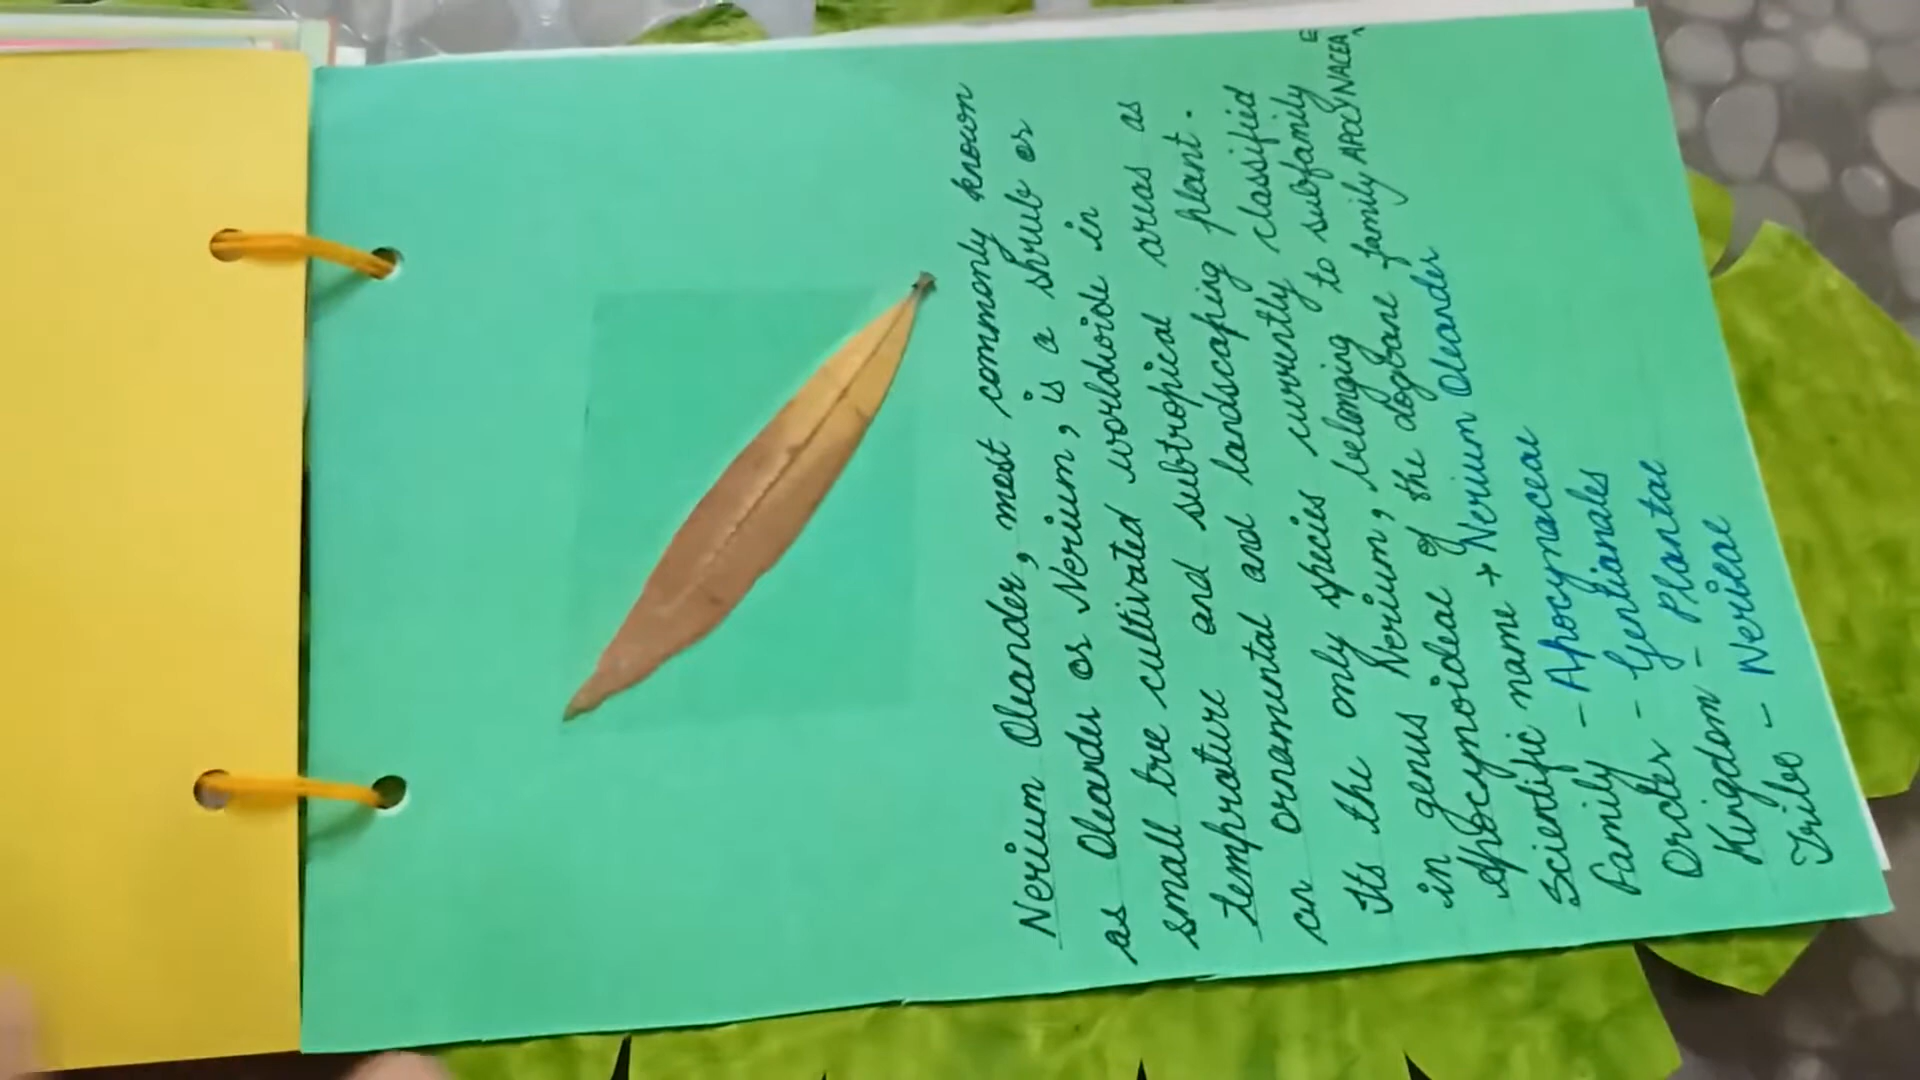 Nerium Oleander, most commonly known
as Oleander or Nerium, is a shrub or
small tree cultivated worldwide in
temprature and subtropical areas as
an ornamental and landscaping plant.
Its the only species currently classified
in genus Nerium, belonging to subfamily
Apocynoideae of the dogbane family APOCYNACEA E
Scientific name → Nerium Oleander
Family - Apocynaceae
Order - Gentianales
Kingdom - Plantae
Tribe - Nerieae